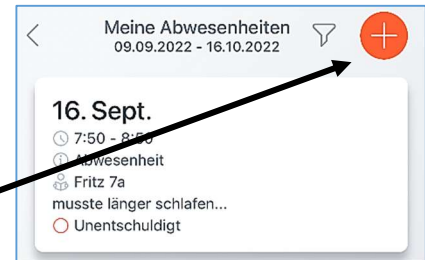 Meine Abwesenheiten
09.09.2022 - 16.10.2022
16. Sept.
7:50 - 8:50
Abwesenheit
Fritz 7a
musste länger schlafen...
Unentschuldigt